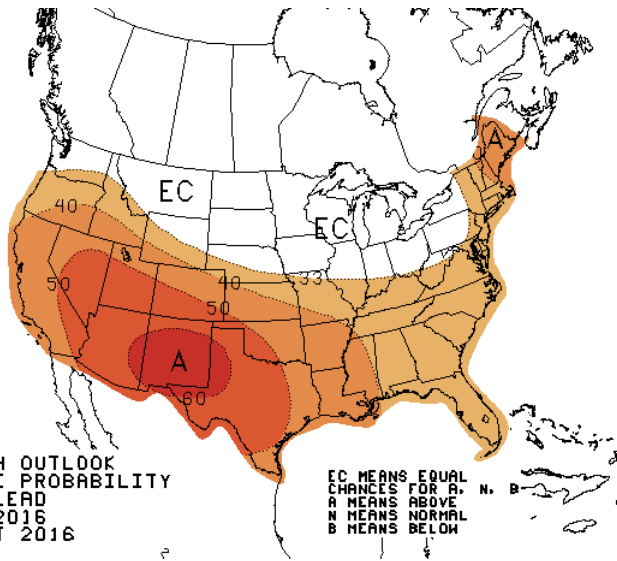 A
EC
40
EC
33
40
50
50
A
60
H OUTLOOK
PROBABILITY
LEAD
2016
T 2016
EC MEANS EQUAL
CHANCES FOR A, N, B
A MEANS ABOVE
N MEANS NORMAL
B MEANS BELOW